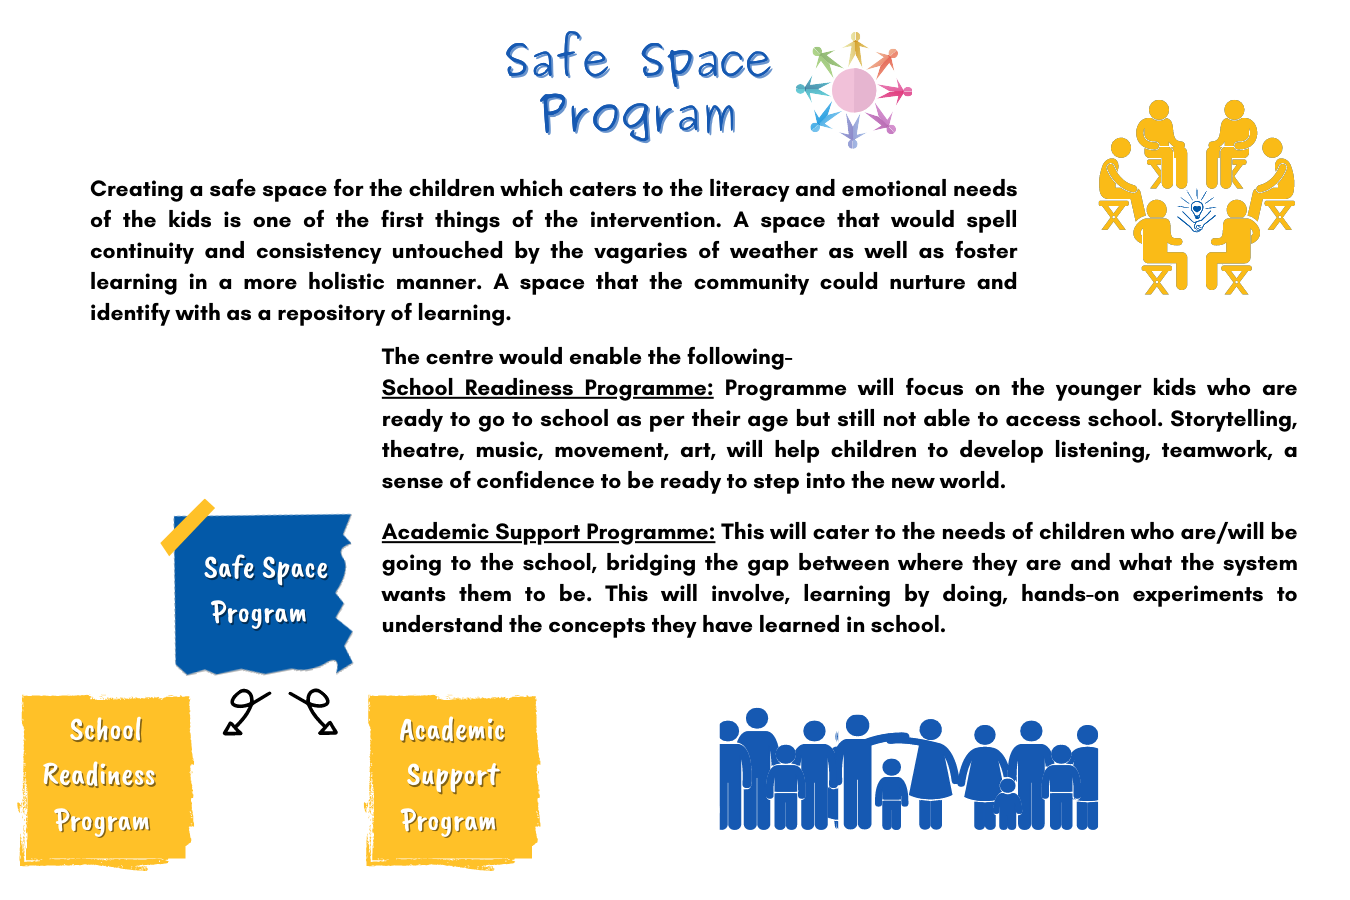 Safe Space
Program
Creating a safe space for the children which caters to the literacy and emotional needs
of the kids is one of the first things of the intervention. A space that would spell
continuity and consistency untouched by the vagaries of weather as well as foster
learning in a more holistic manner. A space that the community could nurture and
identify with as a repository of learning.
The centre would enable the following-
School Readiness Programme: Programme will focus on the younger kids who are
ready to go to school as per their age but still not able to access school. Storytelling,
theatre, music, movement, art, will help children to develop listening, teamwork, a
sense of confidence to be ready to step into the new world.
Academic Support Programme: This will cater to the needs of children who are/will be
going to the school, bridging the gap between where they are and what the system
wants them to be. This will involve, learning by doing, hands-on experiments to
understand the concepts they have learned in school.
Safe Space
Program
School
Readiness
Program
Academic
Support
Program